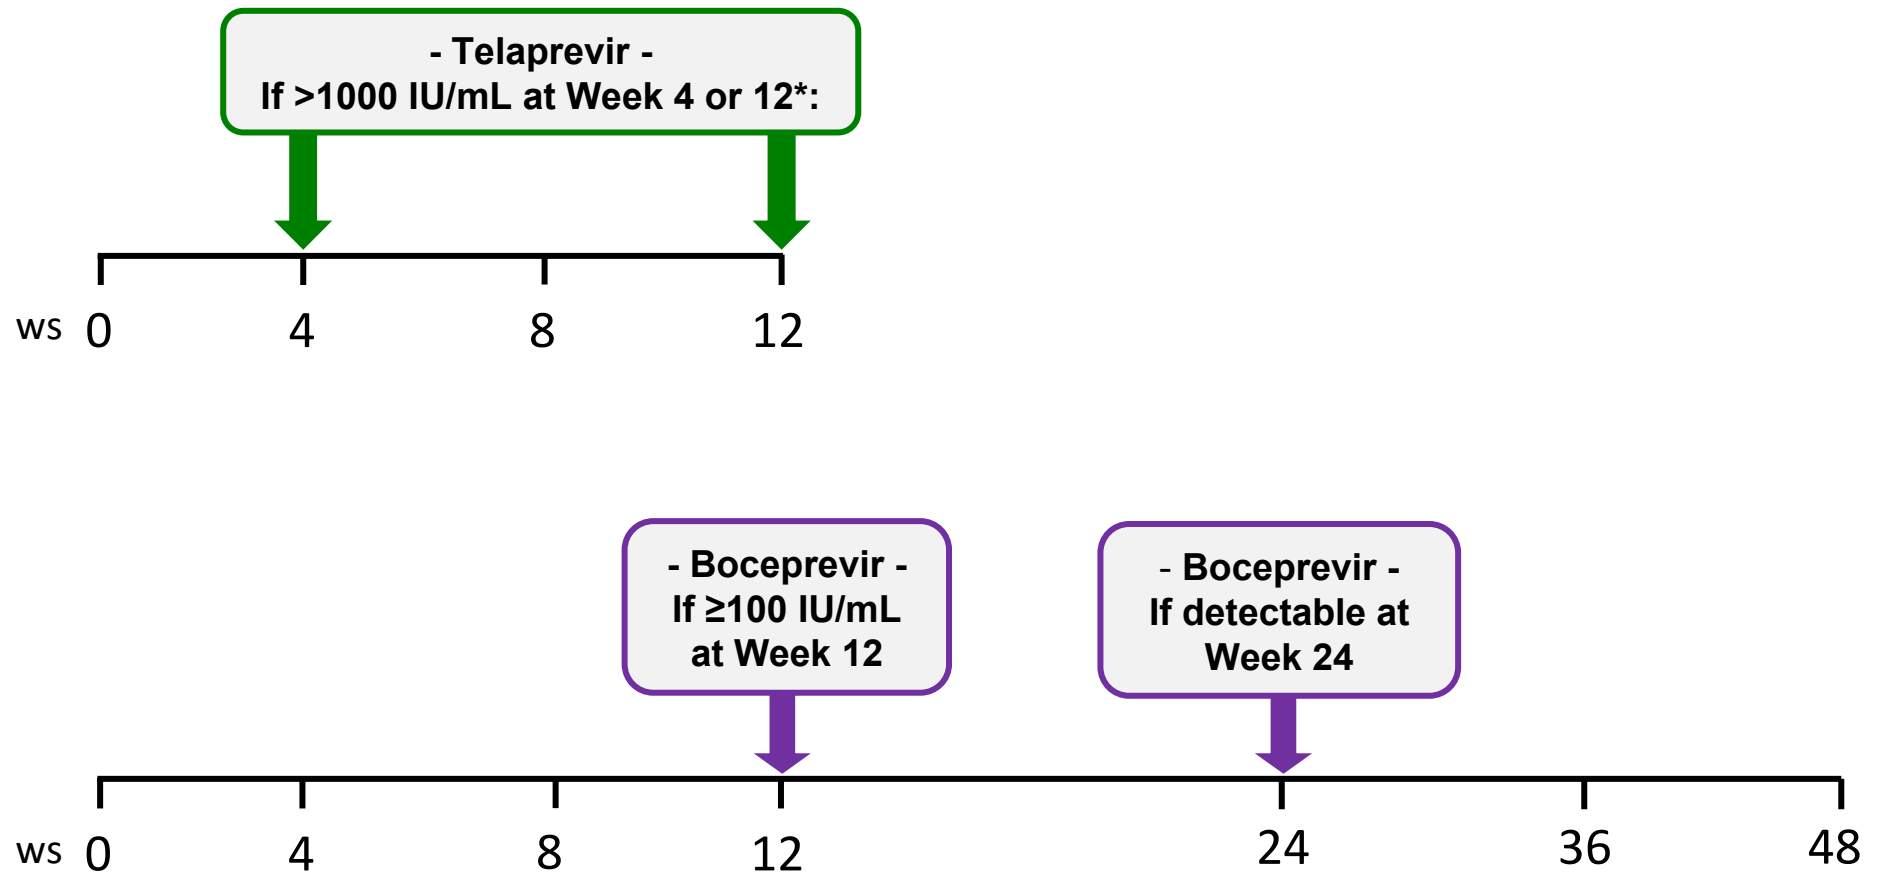 - Telaprevir -
If >1000 IU/mL at Week 4 or 12*:
ws 0 4 8 12
- Boceprevir -
If ≥100 IU/mL
at Week 12
- Boceprevir -
If detectable at
Week 24
ws 0 4 8 12 24 36 48